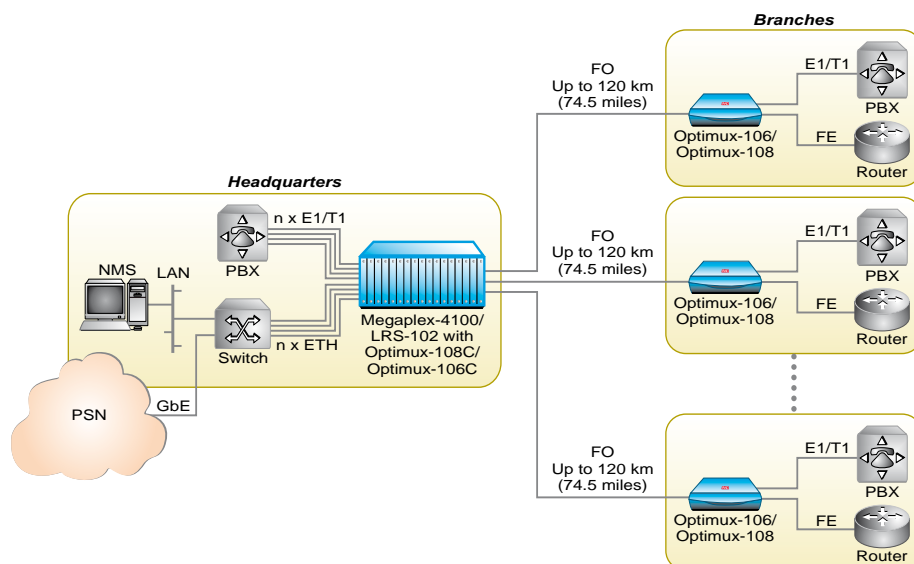 Branches
FO
Up to 120 km
(74.5 miles)
E1/T1
PBX
Optimux-106/
Optimux-108
FE
Router
Headquarters
n x E1/T1
PBX
NMS
LAN
Switch
n x ETH
Megaplex-4100/
LRS-102 with
Optimux-108C/
Optimux-106C
PSN
GbE
FO
Up to 120 km
(74.5 miles)
E1/T1
PBX
Optimux-106/
Optimux-108
FE
Router
FO
Up to 120 km
(74.5 miles)
E1/T1
PBX
Optimux-106/
Optimux-108
FE
Router